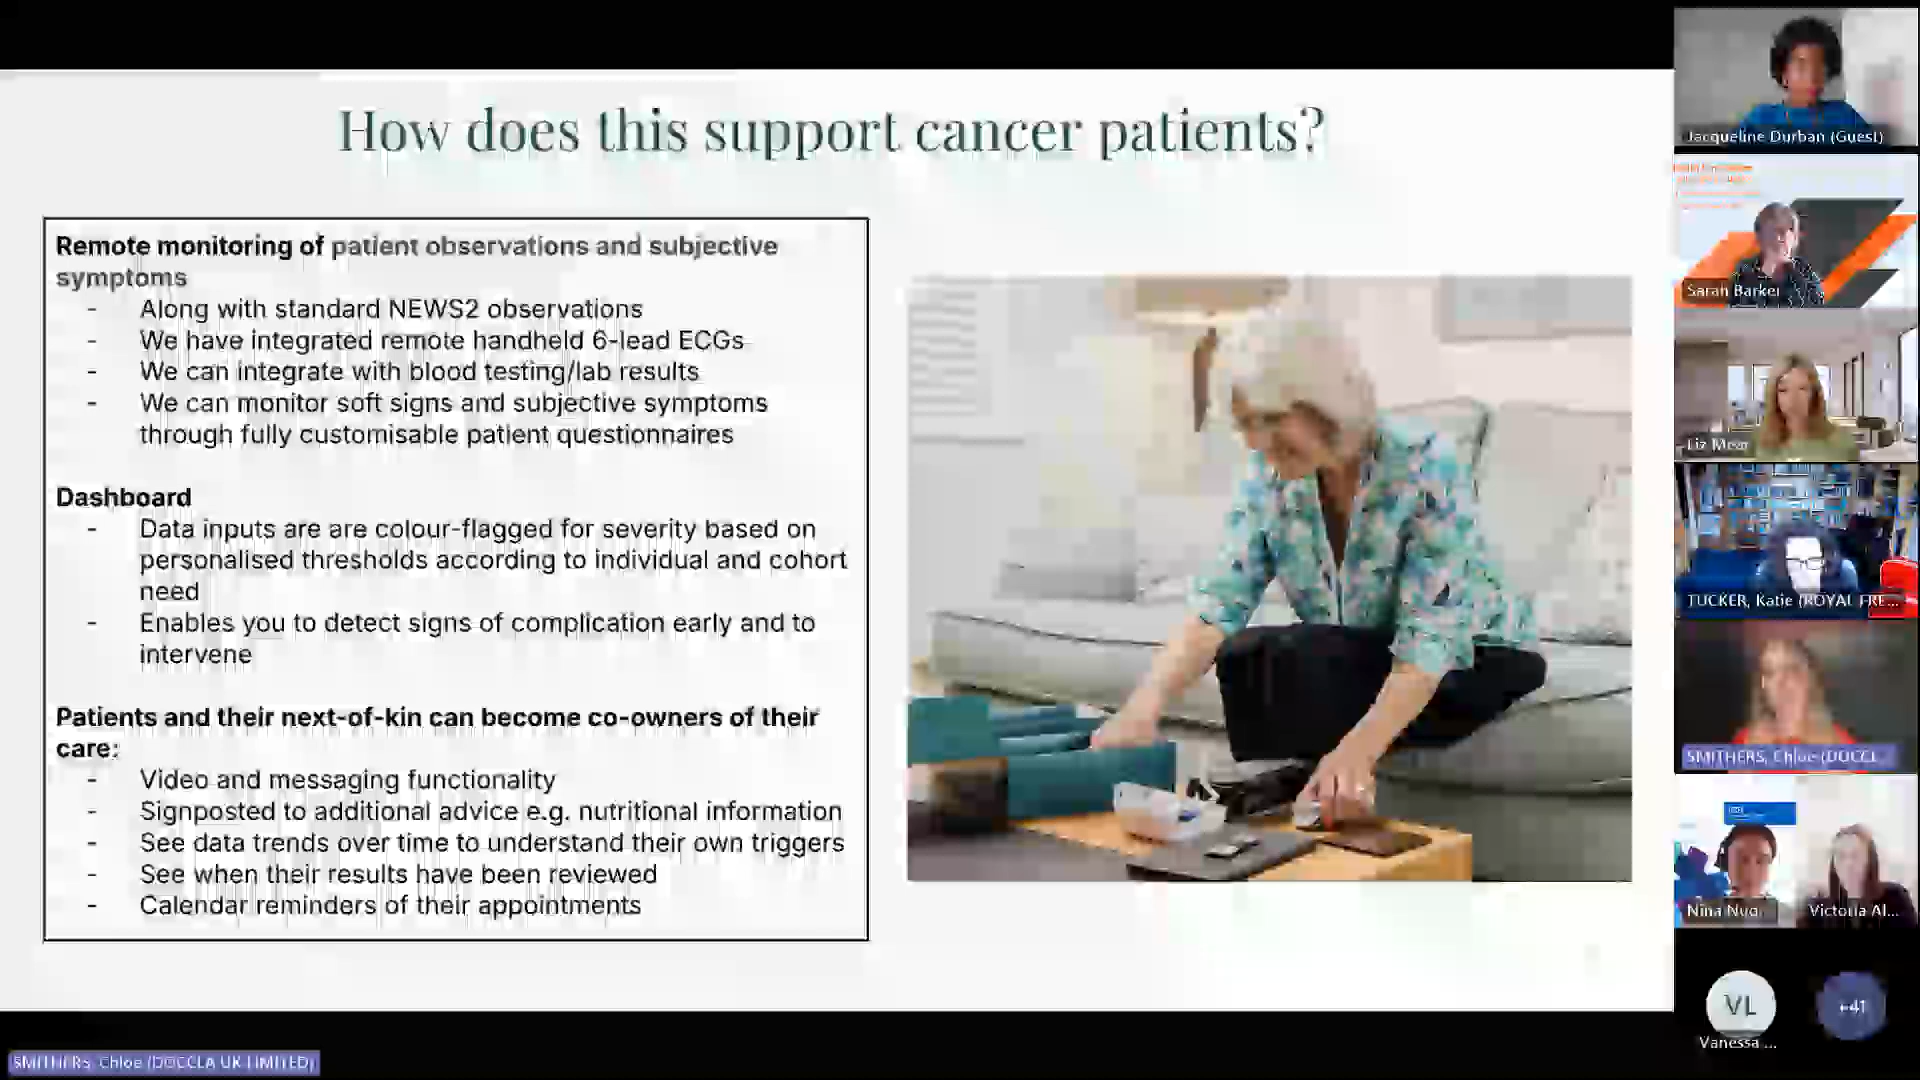 How does this support cancer patients?
Remote monitoring of patient observations and subjective
symptoms
- Along with standard NEWS2 observations
- We have integrated remote handheld 6-lead ECGs
- We can integrate with blood testing/lab results
- We can monitor soft signs and subjective symptoms
through fully customisable patient questionnaires
Dashboard
- Data inputs are are colour-flagged for severity based on
personalised thresholds according to individual and cohort
need
- Enables you to detect signs of complication early and to
intervene
Patients and their next-of-kin can become co-owners of their
care:
- Video and messaging functionality
- Signposted to additional advice e.g. nutritional information
- See data trends over time to understand their own triggers
- See when their results have been reviewed
- Calendar reminders of their appointments
Jacqueline Durban (Guest)
Sarah Barker
Liz Mear
TUCKER, Katie (ROYAL FRE...
SMITHERS, Chloe (DOCCL...
Nina Nuo.
Victoria Al...
VL
+41
Vanessa ...
SMITHERS, Chloe (DOCCLA UK LIMITED)